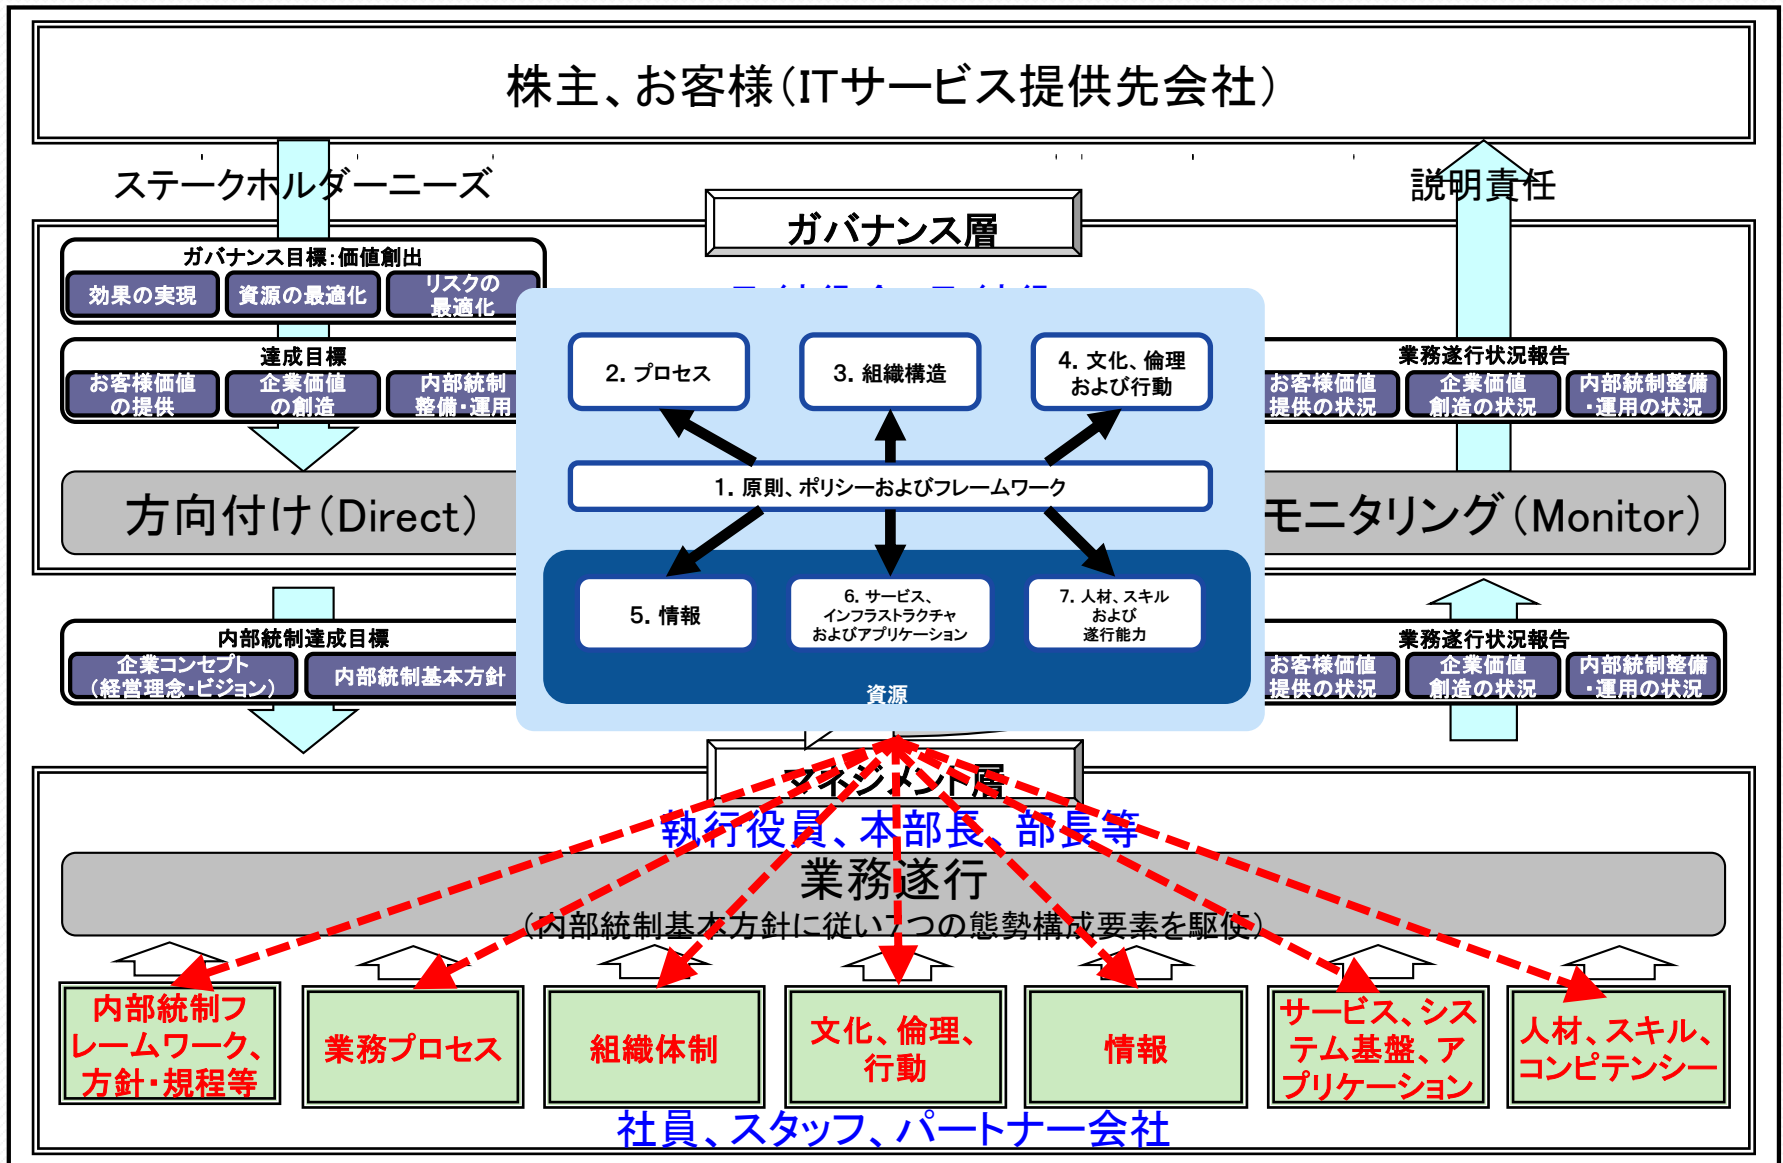 株主、お客様(ITサービス提供先会社)
ステークホルダーニーズ
説明責任
ガバナンス層
ガバナンス目標:価値創出
効果の実現
資源の最適化
リスクの
最適化
達成目標
お客様価値
の提供
企業価値
の創造
内部統制
整備・運用
業務遂行状況報告
お客様価値
提供の状況
企業価値
創造の状況
内部統制整備
・運用の状況
方向付け(Direct)
モニタリング(Monitor)
2. プロセス
3. 組織構造
4. 文化、倫理
および行動
1. 原則、ポリシーおよびフレームワーク
5. 情報
6. サービス、
インフラストラクチャ
およびアプリケーション
7. 人材、スキル
および
遂行能力
資源
内部統制達成目標
企業コンセプト
(経営理念・ビジョン)
内部統制基本方針
業務遂行状況報告
お客様価値
提供の状況
企業価値
創造の状況
内部統制整備
・運用の状況
マネジメント層
執行役員、本部長、部長等
業務遂行
(内部統制基本方針に従い7つの態勢構成要素を駆使)
内部統制フ
レームワーク、
方針・規程等
業務プロセス
組織体制
文化、倫理、
行動
情報
サービス、シス
テム基盤、ア
プリケーション
人材、スキル、
コンピテンシー
社員、スタッフ、パートナー会社